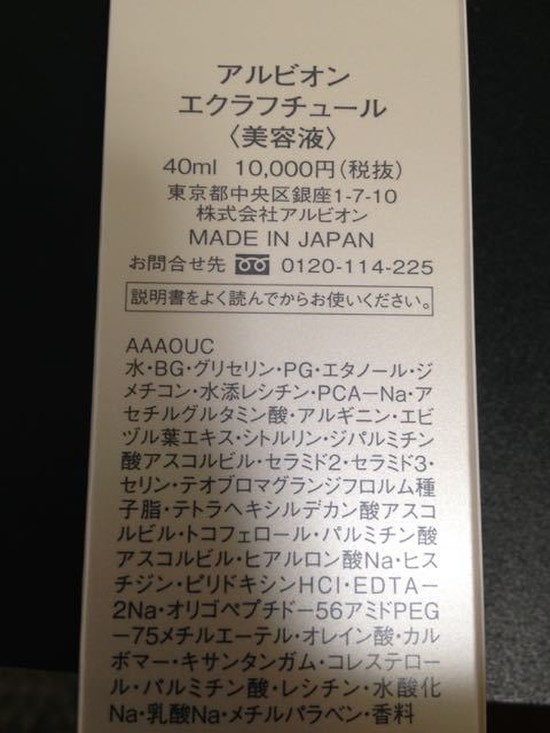 アルビオン
エクラフチュール
〈美容液〉
40ml 10,000円(税抜)
東京都中央区銀座1-7-10
株式会社アルビオン
MADE IN JAPAN
お問合せ先 0120-114-225
説明書をよく読んでからお使いください。
AAAOUC
水・BG・グリセリン・PG・エタノール・ジ
メチコン・水添レシチン・PCA－Na・ア
セチルグルタミン酸・アルギニン・エビ
ヅル葉エキス・シトルリン・ジパルミチン
酸アスコルビル・セラミド2・セラミド3・
セリン・テオブロマグランジフロルム種
子脂・テトラヘキシルデカン酸アスコ
ルビル・トコフェロール・パルミチン酸
アスコルビル・ヒアルロン酸Na・ヒス
チジン・ピリドキシンHCl・EDTA－
2Na・オリゴペプチド－56アミドPEG
－75メチルエーテル・オレイン酸・カル
ボマー・キサンタンガム・コレステロー
ル・パルミチン酸・レシチン・水酸化
Na・乳酸Na・メチルパラベン・香料